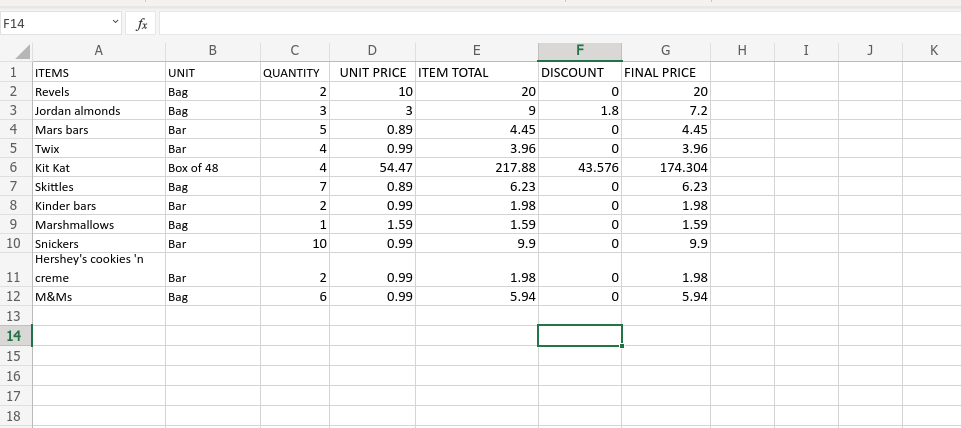 F14 fx
A B C D E F G H I J K
1 ITEMS UNIT QUANTITY UNIT PRICE ITEM TOTAL DISCOUNT FINAL PRICE
2 Revels Bag 2 10 20 0 20
3 Jordan almonds Bag 3 3 9 1.8 7.2
4 Mars bars Bar 5 0.89 4.45 0 4.45
5 Twix Bar 4 0.99 3.96 0 3.96
6 Kit Kat Box of 48 4 54.47 217.88 43.576 174.304
7 Skittles Bag 7 0.89 6.23 0 6.23
8 Kinder bars Bar 2 0.99 1.98 0 1.98
9 Marshmallows Bag 1 1.59 1.59 0 1.59
10 Snickers Bar 10 0.99 9.9 0 9.9
Hershey's cookies 'n
11 creme Bar 2 0.99 1.98 0 1.98
12 M&Ms Bag 6 0.99 5.94 0 5.94
13
14
15
16
17
18